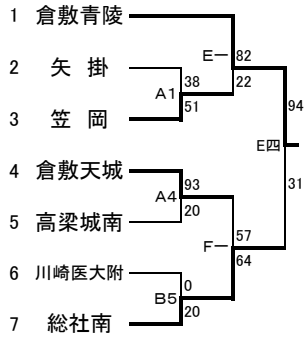 1 倉敷青陵
E一 82
22
2 矢掛
A1 38
51
3 笠岡
E四 94
31
4 倉敷天城
A4 93
20
5 高梁城南
F一 57
64
6 川崎医大附
B5 0
20
7 総社南